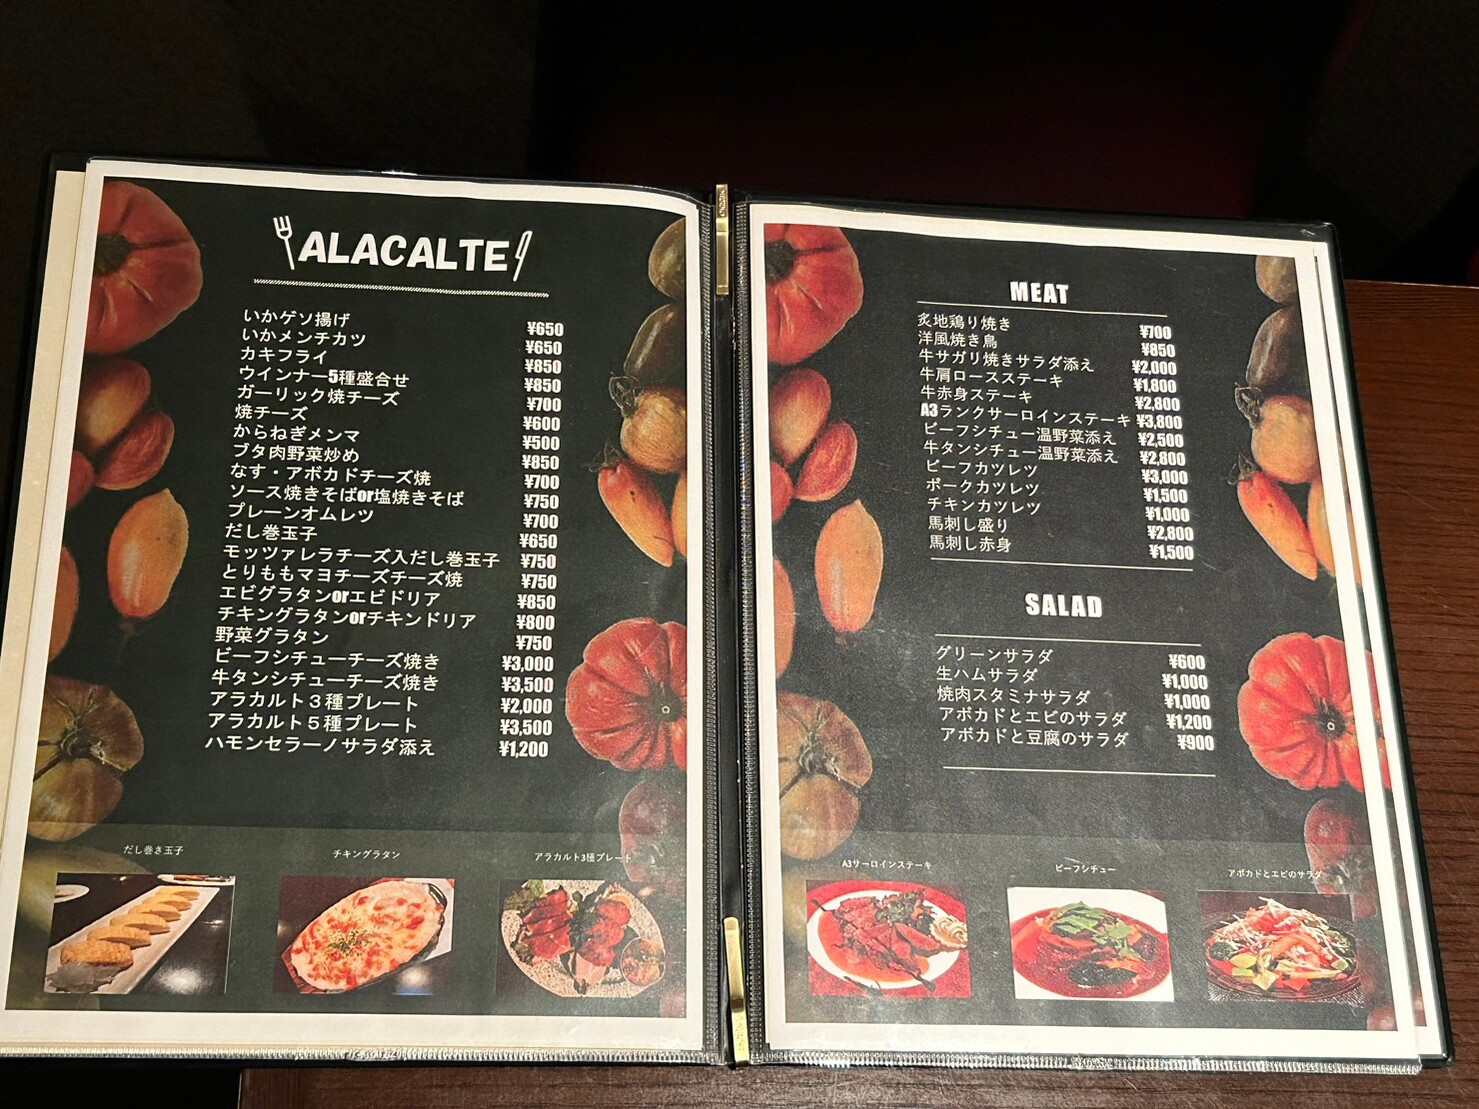 ALACALTE
いかゲソ揚げ ¥650
いかメンチカツ ¥650
カキフライ ¥850
ウインナー5種盛合せ ¥850
ガーリック焼チーズ ¥700
焼チーズ ¥600
からねぎメンマ ¥500
ブタ肉野菜炒め ¥850
なす・アボカドチーズ焼 ¥700
ソース焼きそばor塩焼きそば ¥750
プレーンオムレツ ¥700
だし巻玉子 ¥650
モッツァレラチーズ入だし巻玉子 ¥750
とりももマヨチーズチーズ焼 ¥750
エビグラタンorエビドリア ¥850
チキングラタンorチキンドリア ¥800
野菜グラタン ¥750
ビーフシチューチーズ焼き ¥3,000
牛タンシチューチーズ焼き ¥3,500
アラカルト3種プレート ¥2,000
アラカルト5種プレート ¥3,500
ハモンセラーノサラダ添え ¥1,200
だし巻き玉子
チキングラタン
アラカルト3種プレート
MEAT
炙地鶏り焼き ¥700
洋風焼き鳥 ¥850
牛サガリ焼きサラダ添え ¥2,000
牛肩ロースステーキ ¥1,800
牛赤身ステーキ ¥2,800
A3ランクサーロインステーキ ¥3,800
ビーフシチュー温野菜添え ¥2,500
牛タンシチュー温野菜添え ¥2,800
ビーフカツレツ ¥3,000
ポークカツレツ ¥1,500
チキンカツレツ ¥1,000
馬刺し盛り ¥2,800
馬刺し赤身 ¥1,500
SALAD
グリーンサラダ ¥600
生ハムサラダ ¥1,000
焼肉スタミナサラダ ¥1,000
アボカドとエビのサラダ ¥1,200
アボカドと豆腐のサラダ ¥900
A3サーロインステーキ
ビーフシチュー
アボカドとエビのサラダ